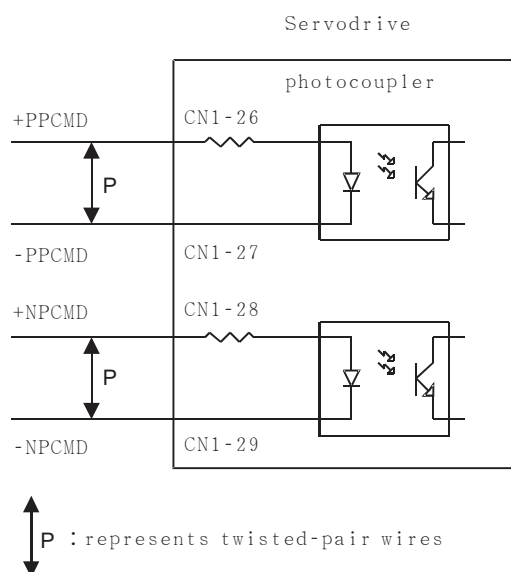 Servodrive
photocoupler
+PPCMD CN1-26
P
-PPCMD CN1-27
+NPCMD CN1-28
P
-NPCMD CN1-29
P : represents twisted-pair wires